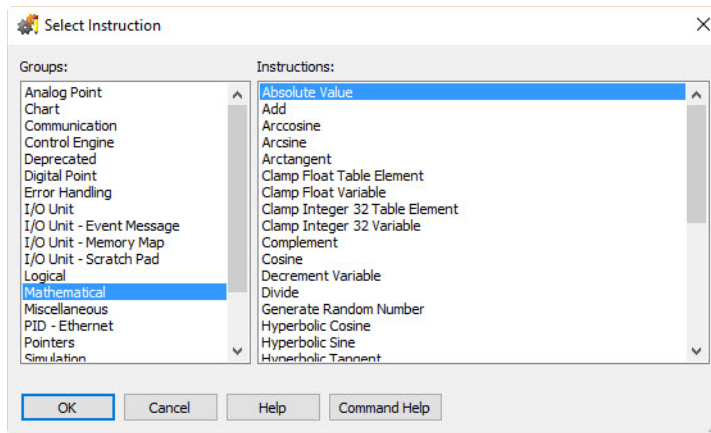 Select Instruction
Groups:
Analog Point
Chart
Communication
Control Engine
Deprecated
Digital Point
Error Handling
I/O Unit
I/O Unit - Event Message
I/O Unit - Memory Map
I/O Unit - Scratch Pad
Logical
Mathematical
Miscellaneous
PID - Ethernet
Pointers
Simulation
Instructions:
Absolute Value
Add
Arccosine
Arcsine
Arctangent
Clamp Float Table Element
Clamp Float Variable
Clamp Integer 32 Table Element
Clamp Integer 32 Variable
Complement
Cosine
Decrement Variable
Divide
Generate Random Number
Hyperbolic Cosine
Hyperbolic Sine
Hyperbolic Tangent
OK
Cancel
Help
Command Help